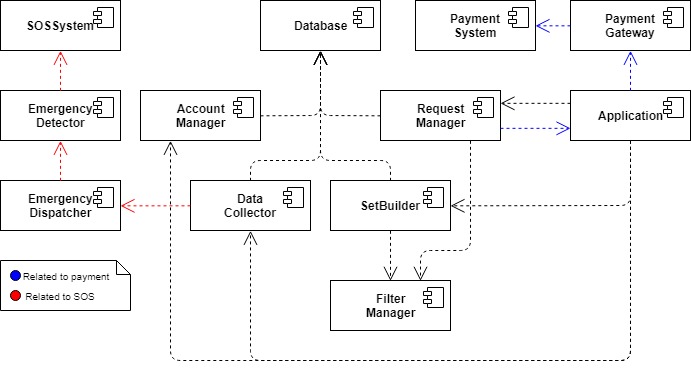 SOSSystem
Database
Payment
System
Payment
Gateway
Emergency
Detector
Account
Manager
Request
Manager
Application
Emergency
Dispatcher
Data
Collector
SetBuilder
Related to payment
Related to SOS
Filter
Manager